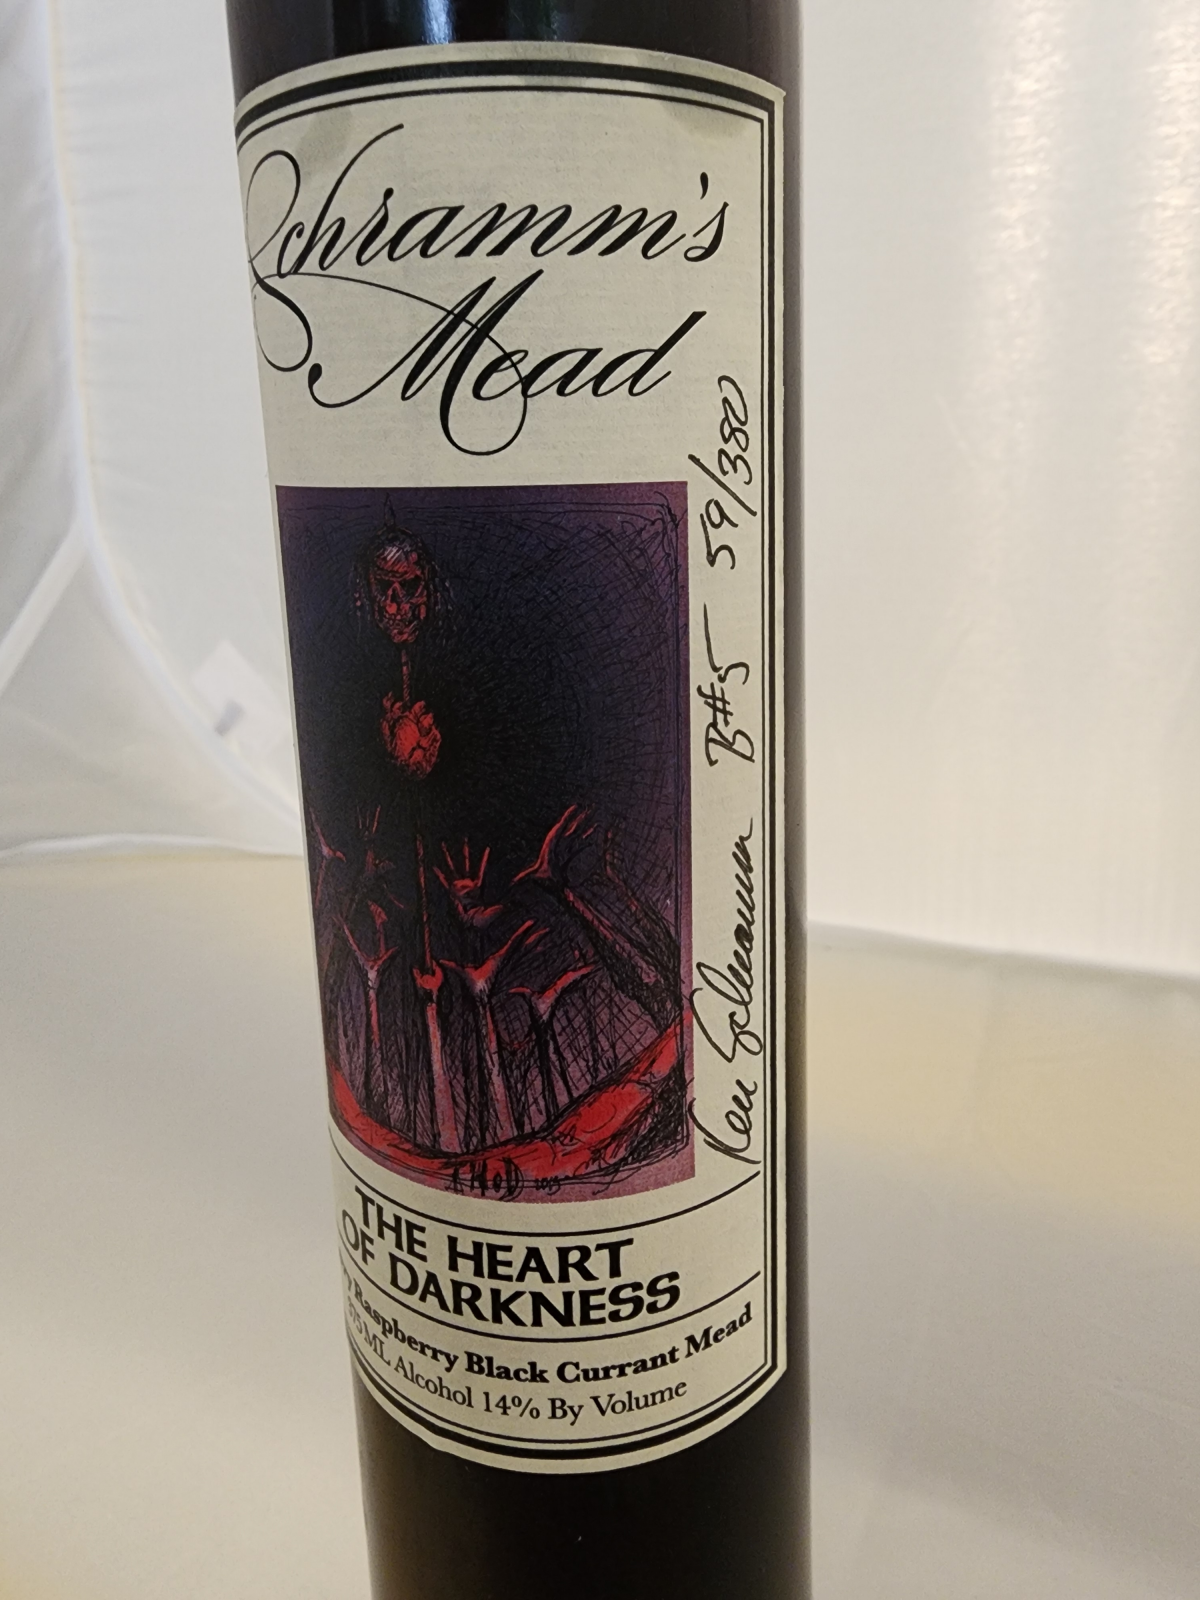 Schramm's
Mead
Ken Schramm B#5 59/380
THE HEART
OF DARKNESS
Raspberry Black Currant Mead
375 ML Alcohol 14% By Volume